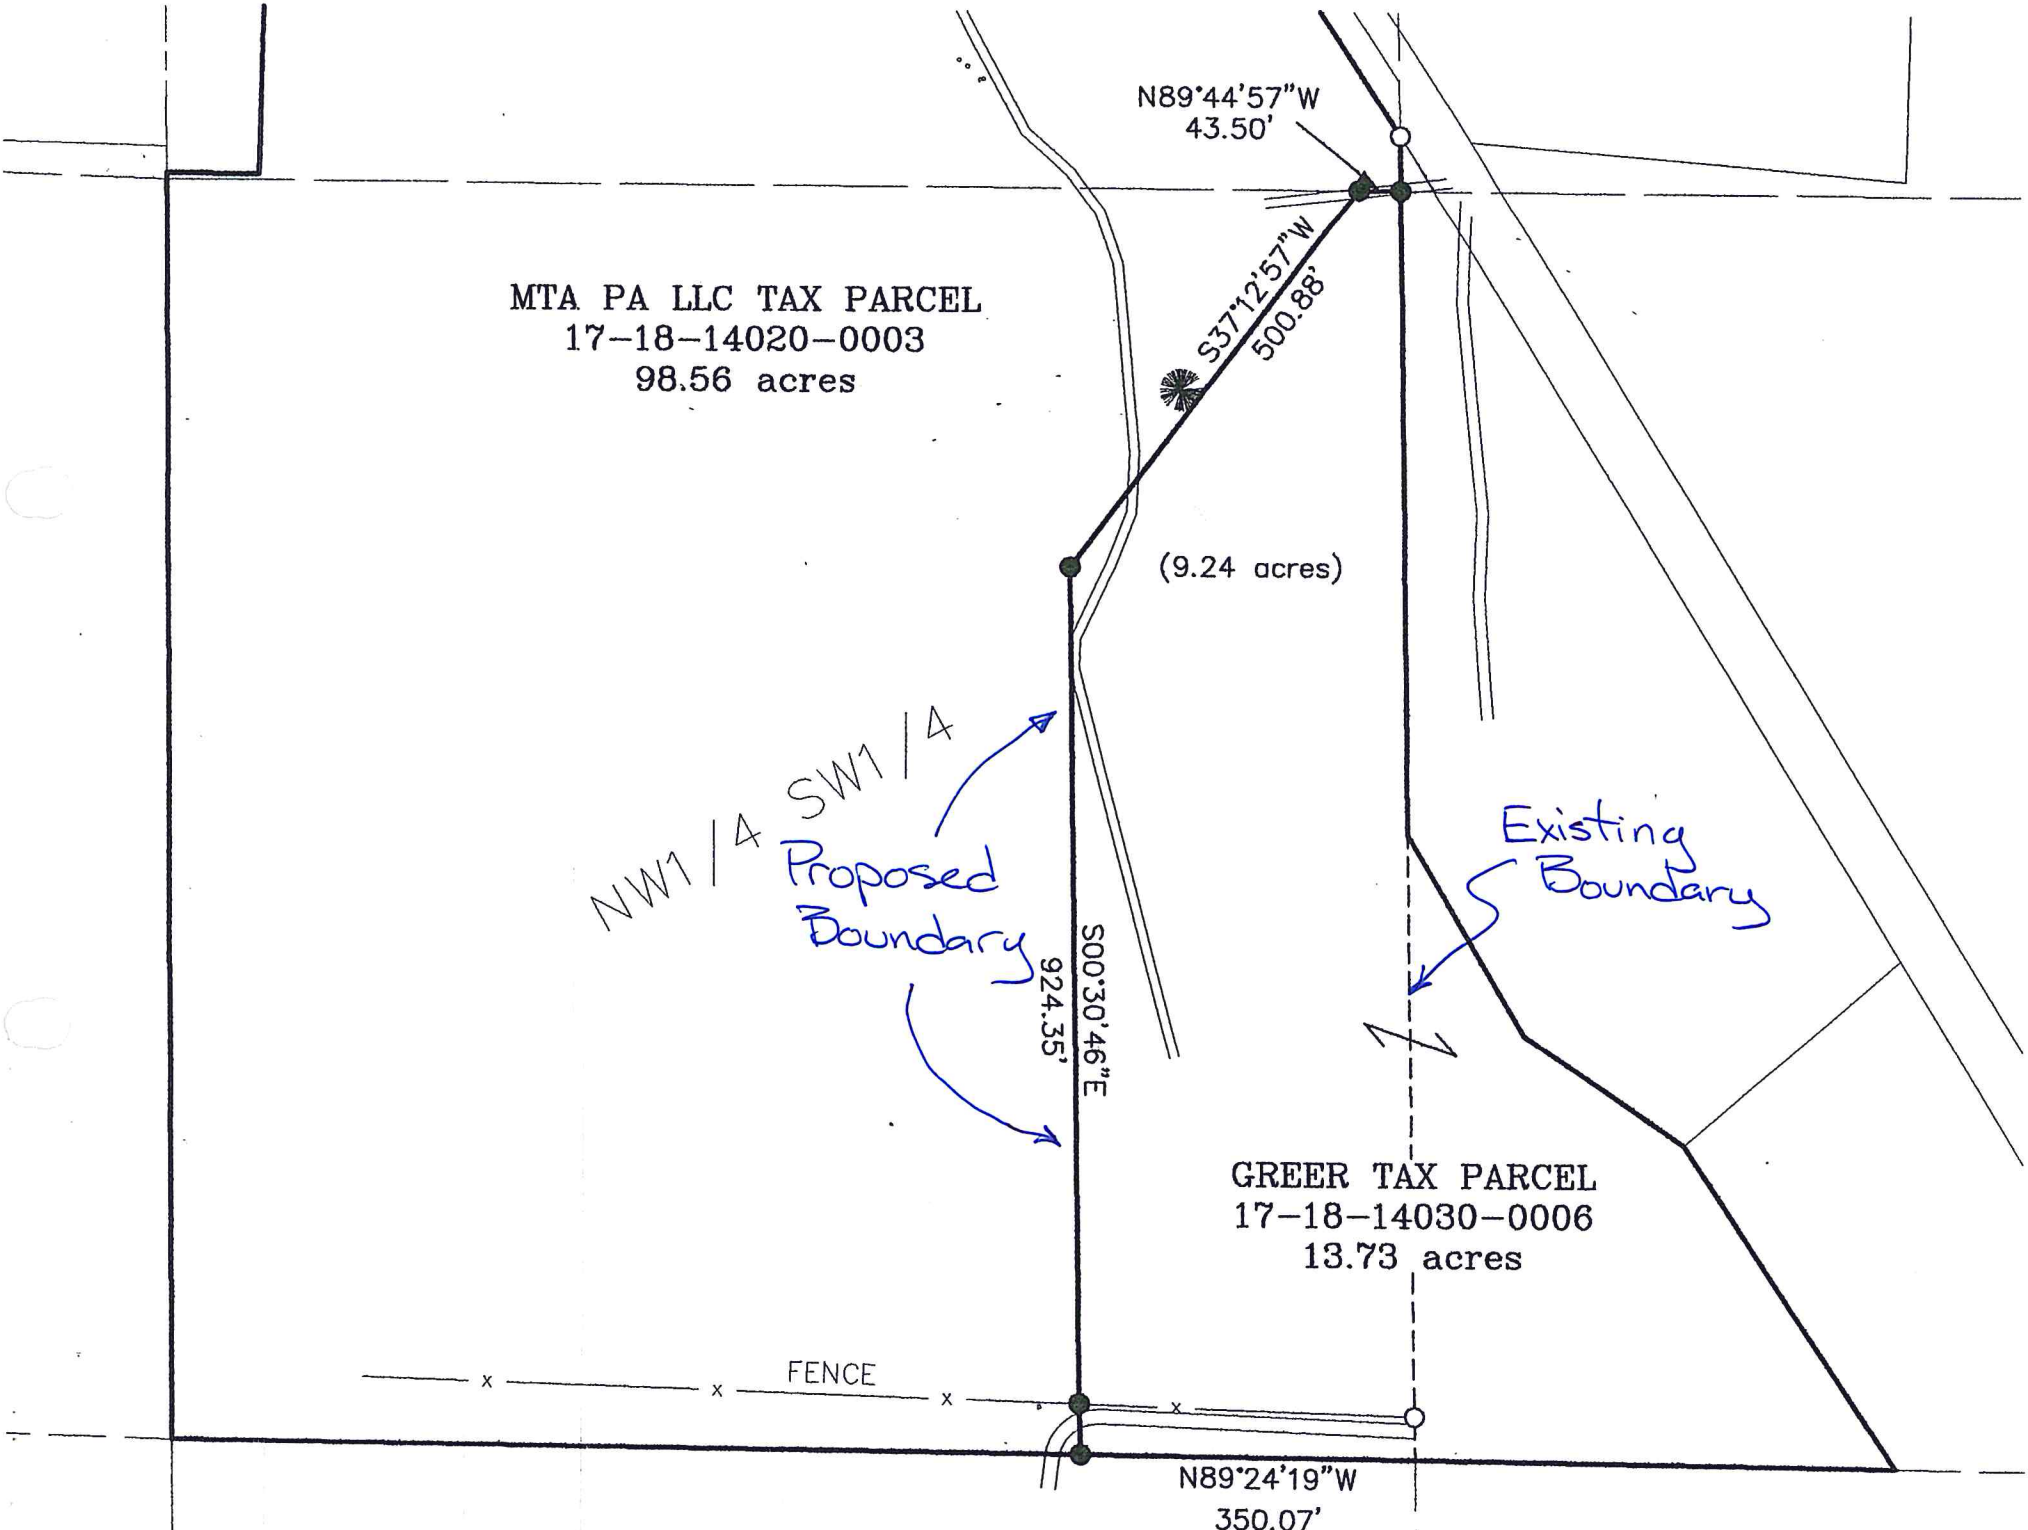 N89°44'57"W
43.50'
MTA PA LLC TAX PARCEL
17-18-14020-0003
98.56 acres
S37°12'57"W
500.88'
(9.24 acres)
NW1/4 SW1/4
Proposed
Boundary
Existing
Boundary
S00°30'46"E
924.35'
GREER TAX PARCEL
17-18-14030-0006
13.73 acres
FENCE
x
x
x
x
N89°24'19"W
350.07'